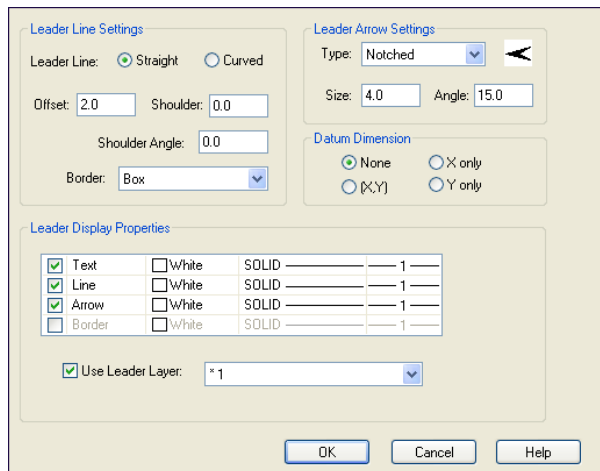 Leader Line Settings
Leader Line: Straight Curved
Offset: 2.0 Shoulder: 0.0
Shoulder Angle: 0.0
Border: Box
Leader Arrow Settings
Type: Notched
Size: 4.0 Angle: 15.0
Datum Dimension
None X only
(X,Y) Y only
Leader Display Properties
Text White SOLID 1
Line White SOLID 1
Arrow White SOLID 1
Border White SOLID 1
Use Leader Layer: * 1
OK Cancel Help